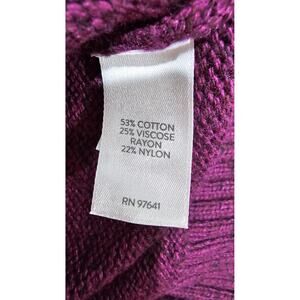 53% COTTON
25% VISCOSE
RAYON
22% NYLON
RN 97641